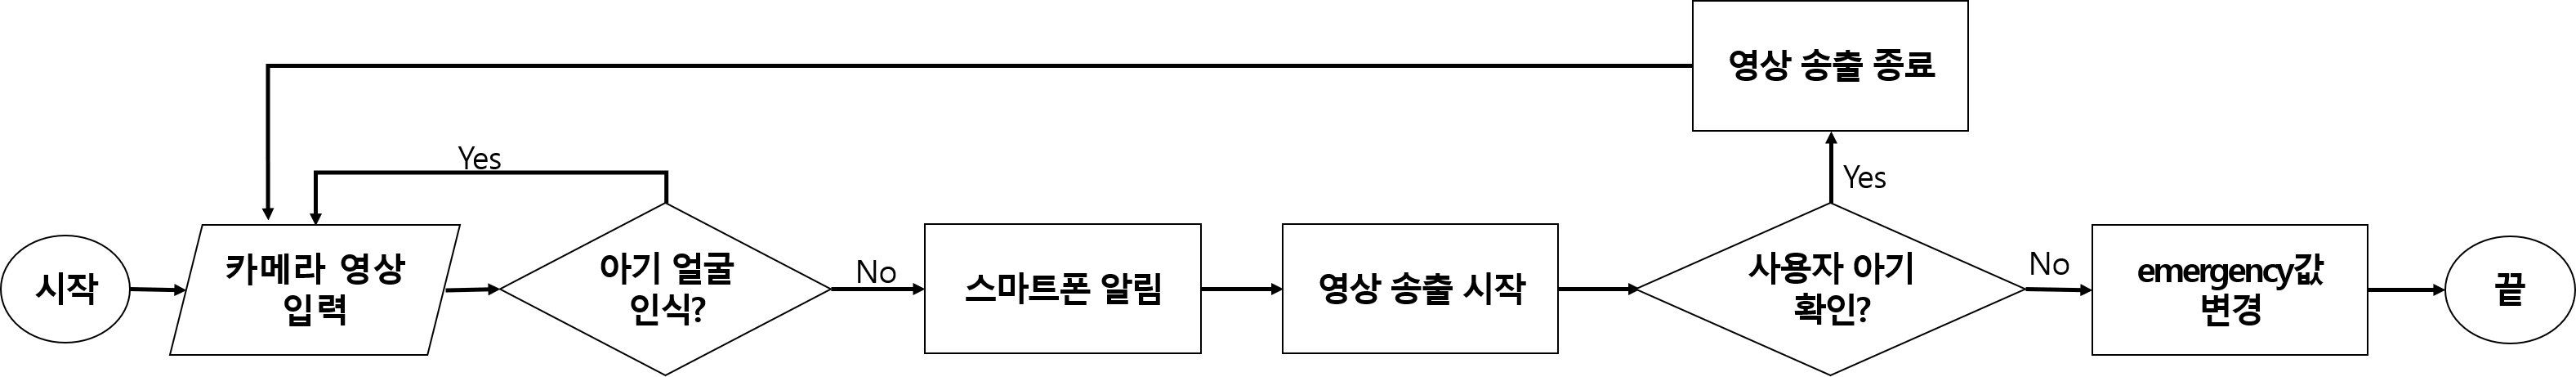 시작
카메라 영상
입력
Yes
아기 얼굴
인식?
No
스마트폰 알림
영상 송출 시작
사용자 아기
확인?
Yes
영상 송출 종료
No
emergency값
변경
끝